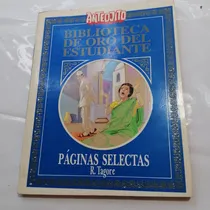 ANTEOJITO
BIBLIOTECA
DE ORO DEL
ESTUDIANTE
PÁGINAS SELECTAS
R. Tagore